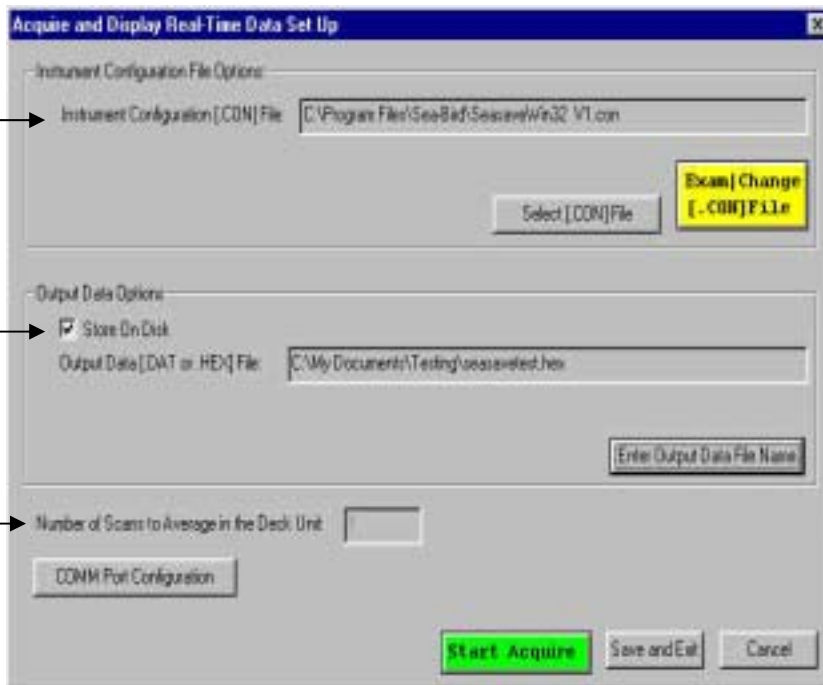 Acquire and Display Real-Time Data Set Up
Instrument Configuration File Options:
Instrument Configuration [.CON] File C:\Program Files\Sea-Bird\SeasaveWin32 V1.con
Select [.CON] File
Exam|Change
[.CON]File
Output Data Options
Store On Disk
Output Data [.DAT or .HEX] File: C:\My Documents\Testing\seasavetest.hex
Enter Output Data File Name
Number of Scans to Average in the Deck Unit
COMM Port Configuration
Start Acquire Save and Exit Cancel